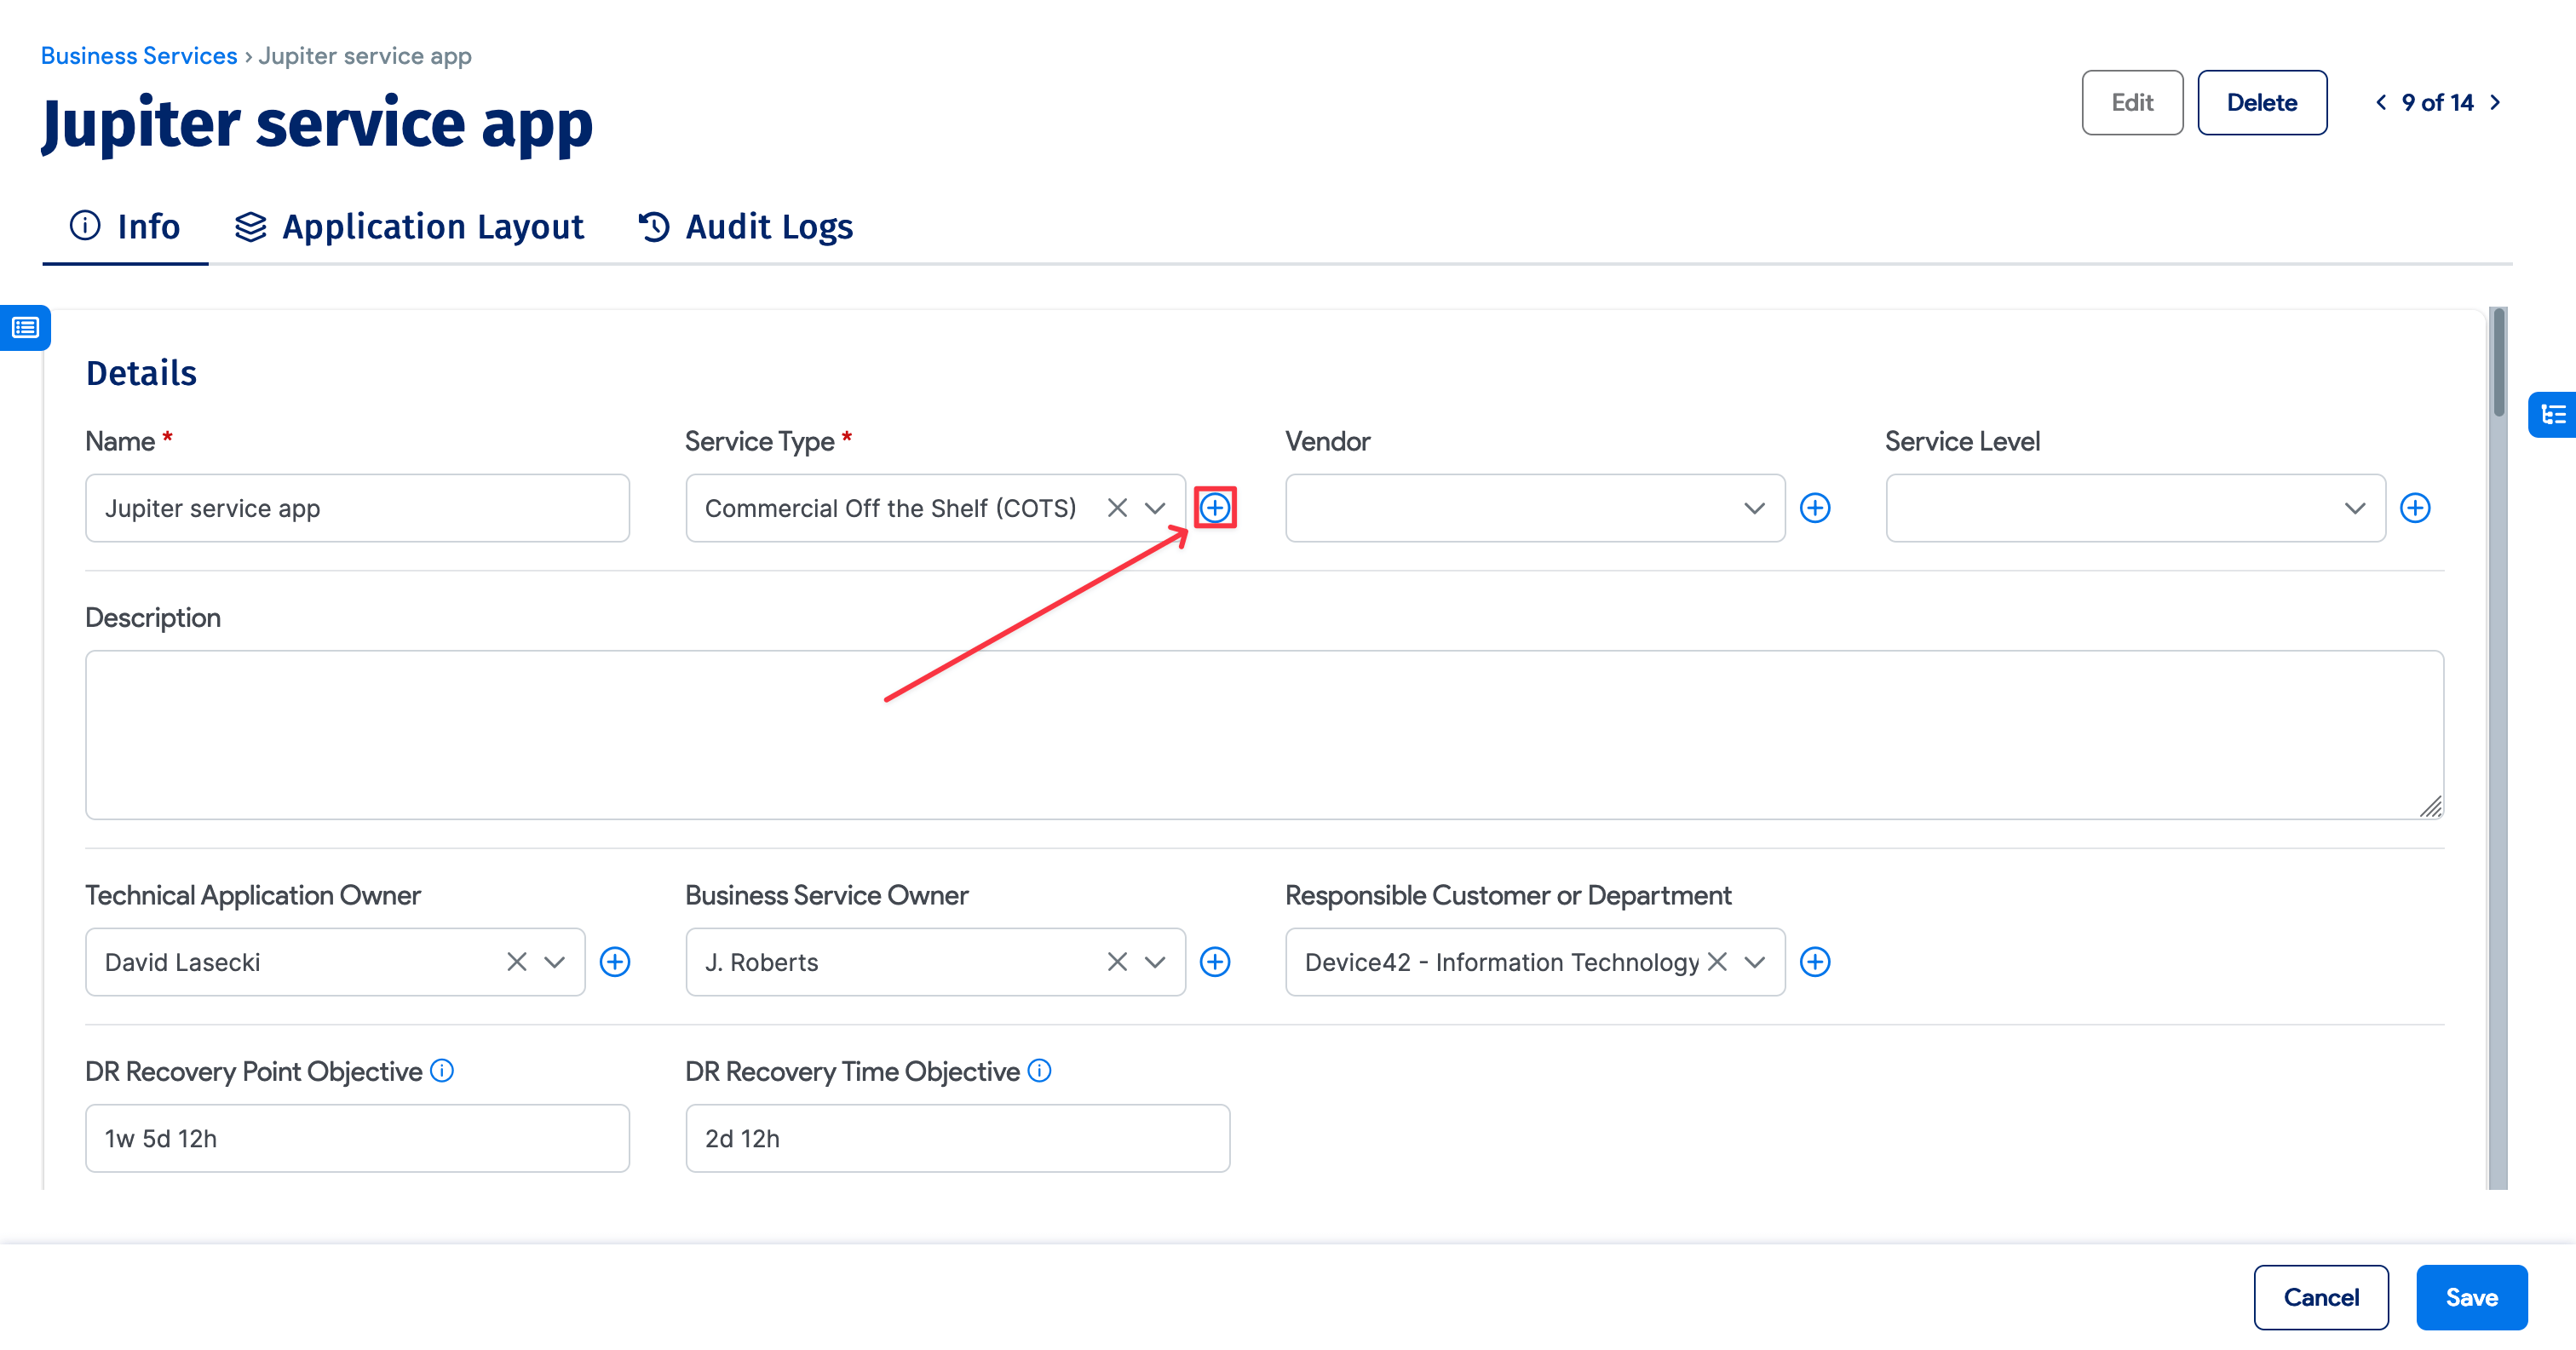 Business Services › Jupiter service app
Jupiter service app
Edit
Delete
9 of 14
Info
Application Layout
Audit Logs
Details
Name *
Service Type *
Vendor
Service Level
Jupiter service app
Commercial Off the Shelf (COTS)
Description
Technical Application Owner
Business Service Owner
Responsible Customer or Department
David Lasecki
J. Roberts
Device42 - Information Technology
DR Recovery Point Objective
DR Recovery Time Objective
1w 5d 12h
2d 12h
Cancel
Save